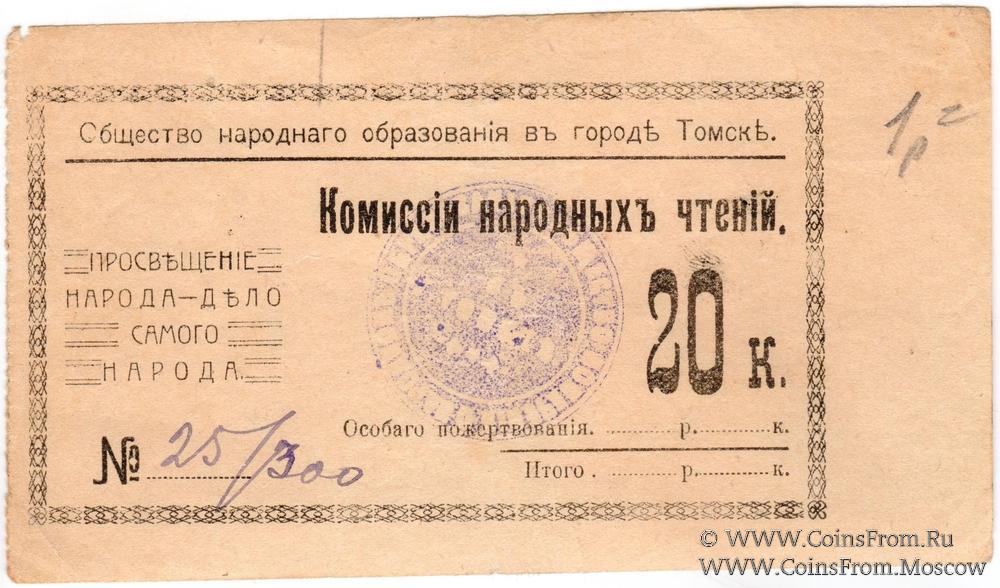 Общество народнаго образованія въ городѣ Томскѣ.
1р=
Комиссіи народныхъ чтеній.
ПРОСВѢЩЕНІЕ
НАРОДА—ДѢЛО
САМОГО
НАРОДА.
20 к.
Особаго пожертвованія. ........р.........к.
№ 25/300
Итого . ........р.........к.
© WWW.CoinsFrom.Ru
WWW.CoinsFrom.Moscow